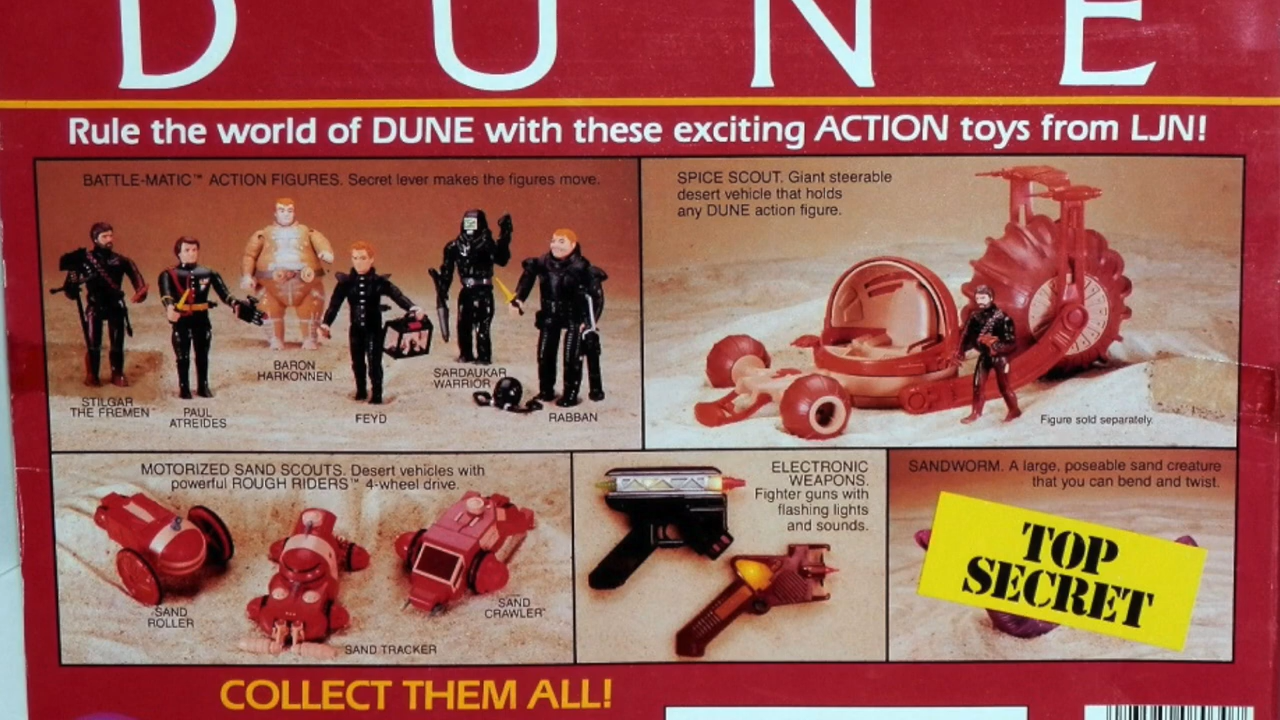 DUNE
Rule the world of DUNE with these exciting ACTION toys from LJN!
BATTLE-MATIC™ ACTION FIGURES. Secret lever makes the figures move.
STILGAR
THE FREMEN
PAUL
ATREIDES
BARON
HARKONNEN
FEYD
SARDAUKAR
WARRIOR
RABBAN
SPICE SCOUT. Giant steerable
desert vehicle that holds
any DUNE action figure.
Figure sold separately.
MOTORIZED SAND SCOUTS. Desert vehicles with
powerful ROUGH RIDERS™ 4-wheel drive.
SAND
ROLLER
SAND TRACKER
SAND
CRAWLER™
ELECTRONIC
WEAPONS.
Fighter guns with
flashing lights
and sounds.
SANDWORM. A large, poseable sand creature
that you can bend and twist.
TOP
SECRET
COLLECT THEM ALL!